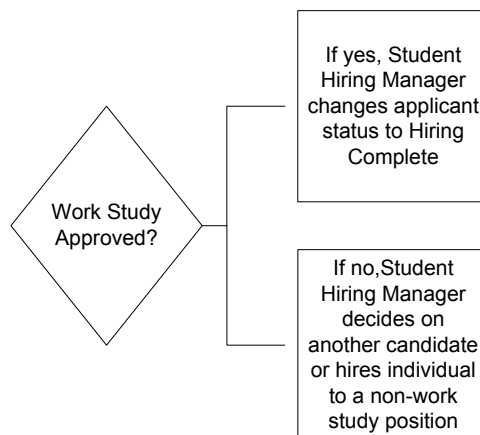 Work Study
Approved?
If yes, Student
Hiring Manager
changes applicant
status to Hiring
Complete
If no,Student
Hiring Manager
decides on
another candidate
or hires individual
to a non-work
study position